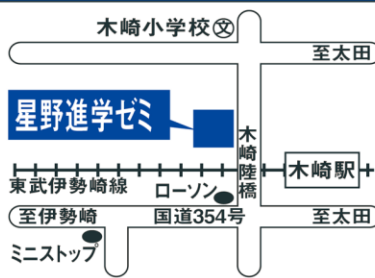 木崎小学校 文
至太田
星野進学ゼミ
木崎陸橋
木崎駅
東武伊勢崎線
ローソン
至伊勢崎
国道354号
至太田
ミニストップ